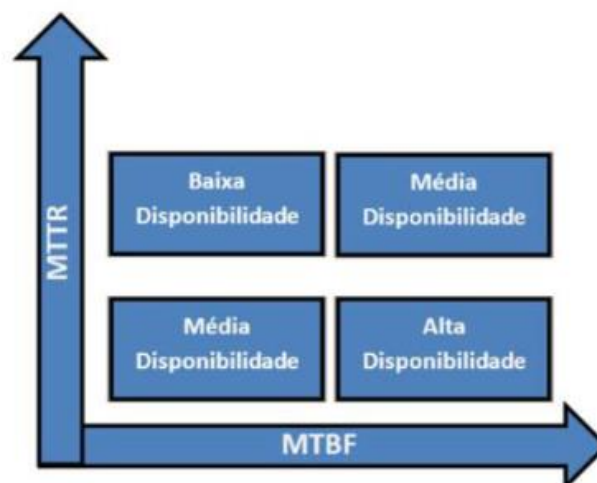 MTTR
Baixa
Disponibilidade
Média
Disponibilidade
Média
Disponibilidade
Alta
Disponibilidade
MTBF